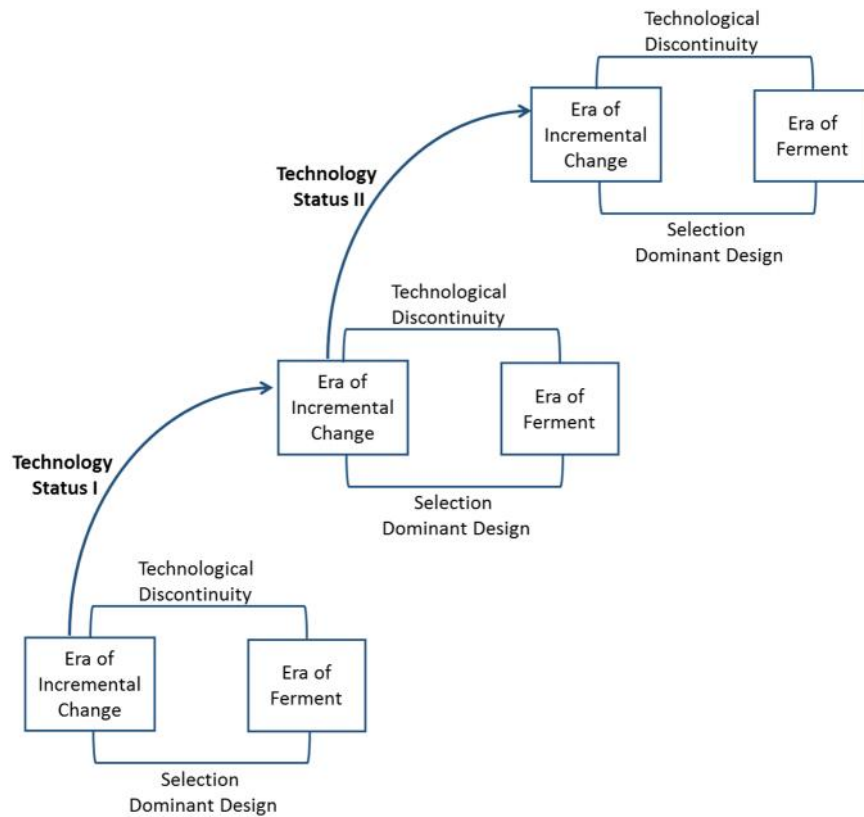 Technological
Discontinuity
Era of
Incremental
Change
Era of
Ferment
Technology
Status II
Selection
Dominant Design
Technological
Discontinuity
Era of
Incremental
Change
Era of
Ferment
Technology
Status I
Selection
Dominant Design
Technological
Discontinuity
Era of
Incremental
Change
Era of
Ferment
Selection
Dominant Design